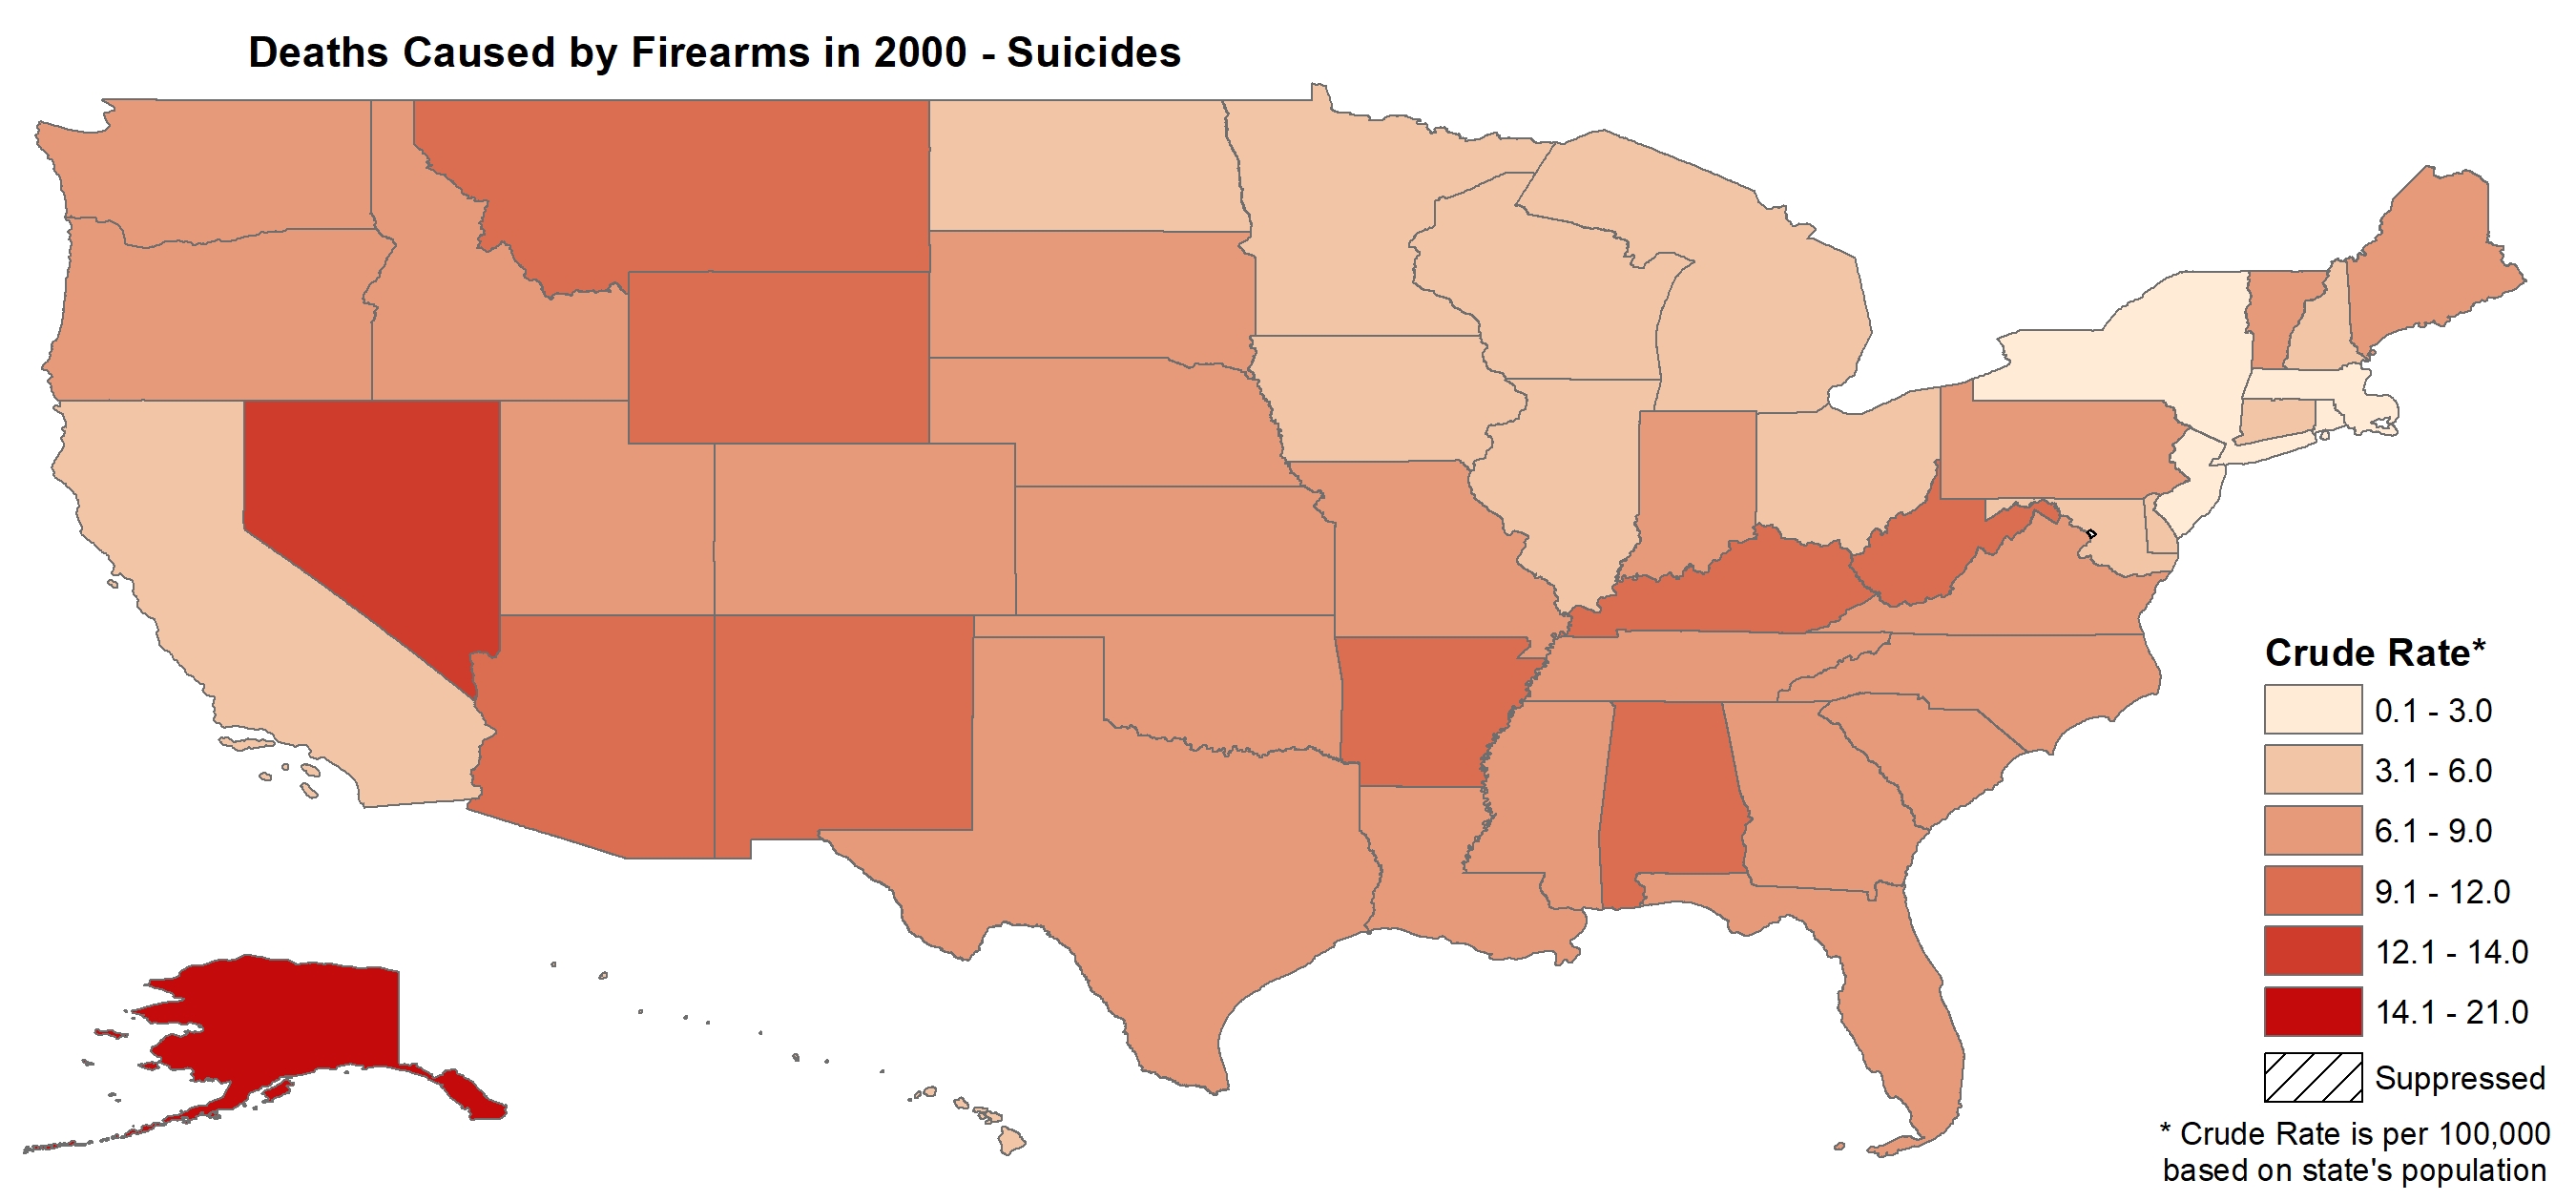 Deaths Caused by Firearms in 2000 - Suicides
Crude Rate*
0.1 - 3.0
3.1 - 6.0
6.1 - 9.0
9.1 - 12.0
12.1 - 14.0
14.1 - 21.0
Suppressed
* Crude Rate is per 100,000
based on state's population